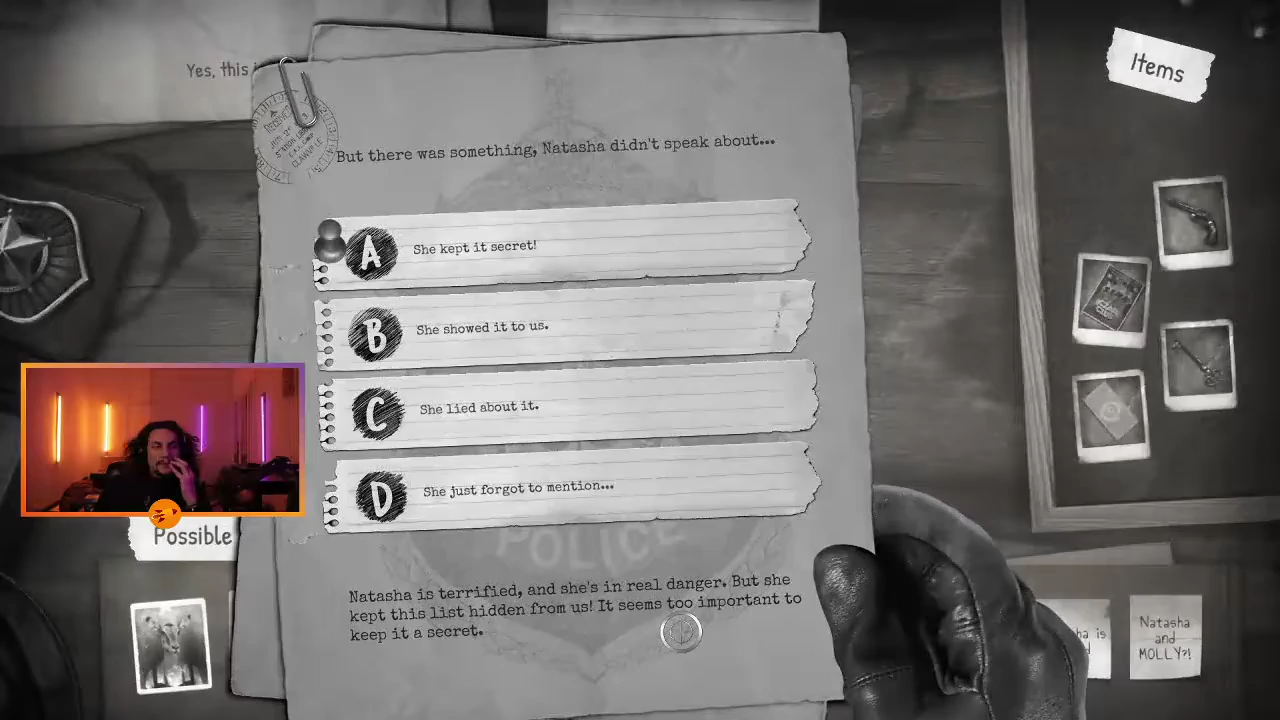 Yes, this
Items
But there was something, Natasha didn't speak about...
A She kept it secret!
B She showed it to us.
C She lied about it.
D She just forgot to mention...
POLICE
Possible
Natasha is terrified, and she's in real danger. But she
kept this list hidden from us! It seems too important to
keep it a secret.
is
Natasha
and
MOLLY?!